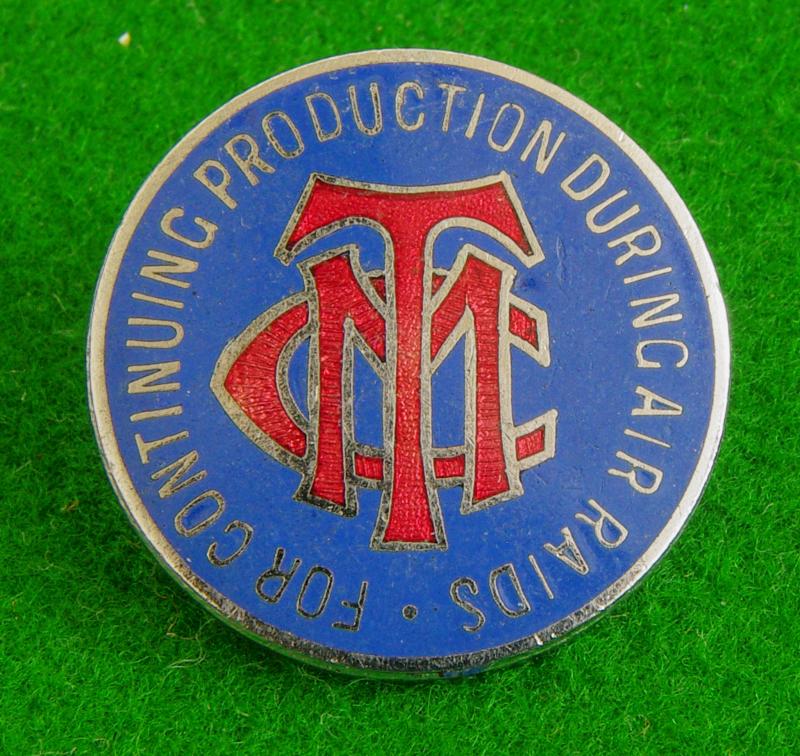 FOR CONTINUING PRODUCTION DURING AIR RAIDS ·
TMC